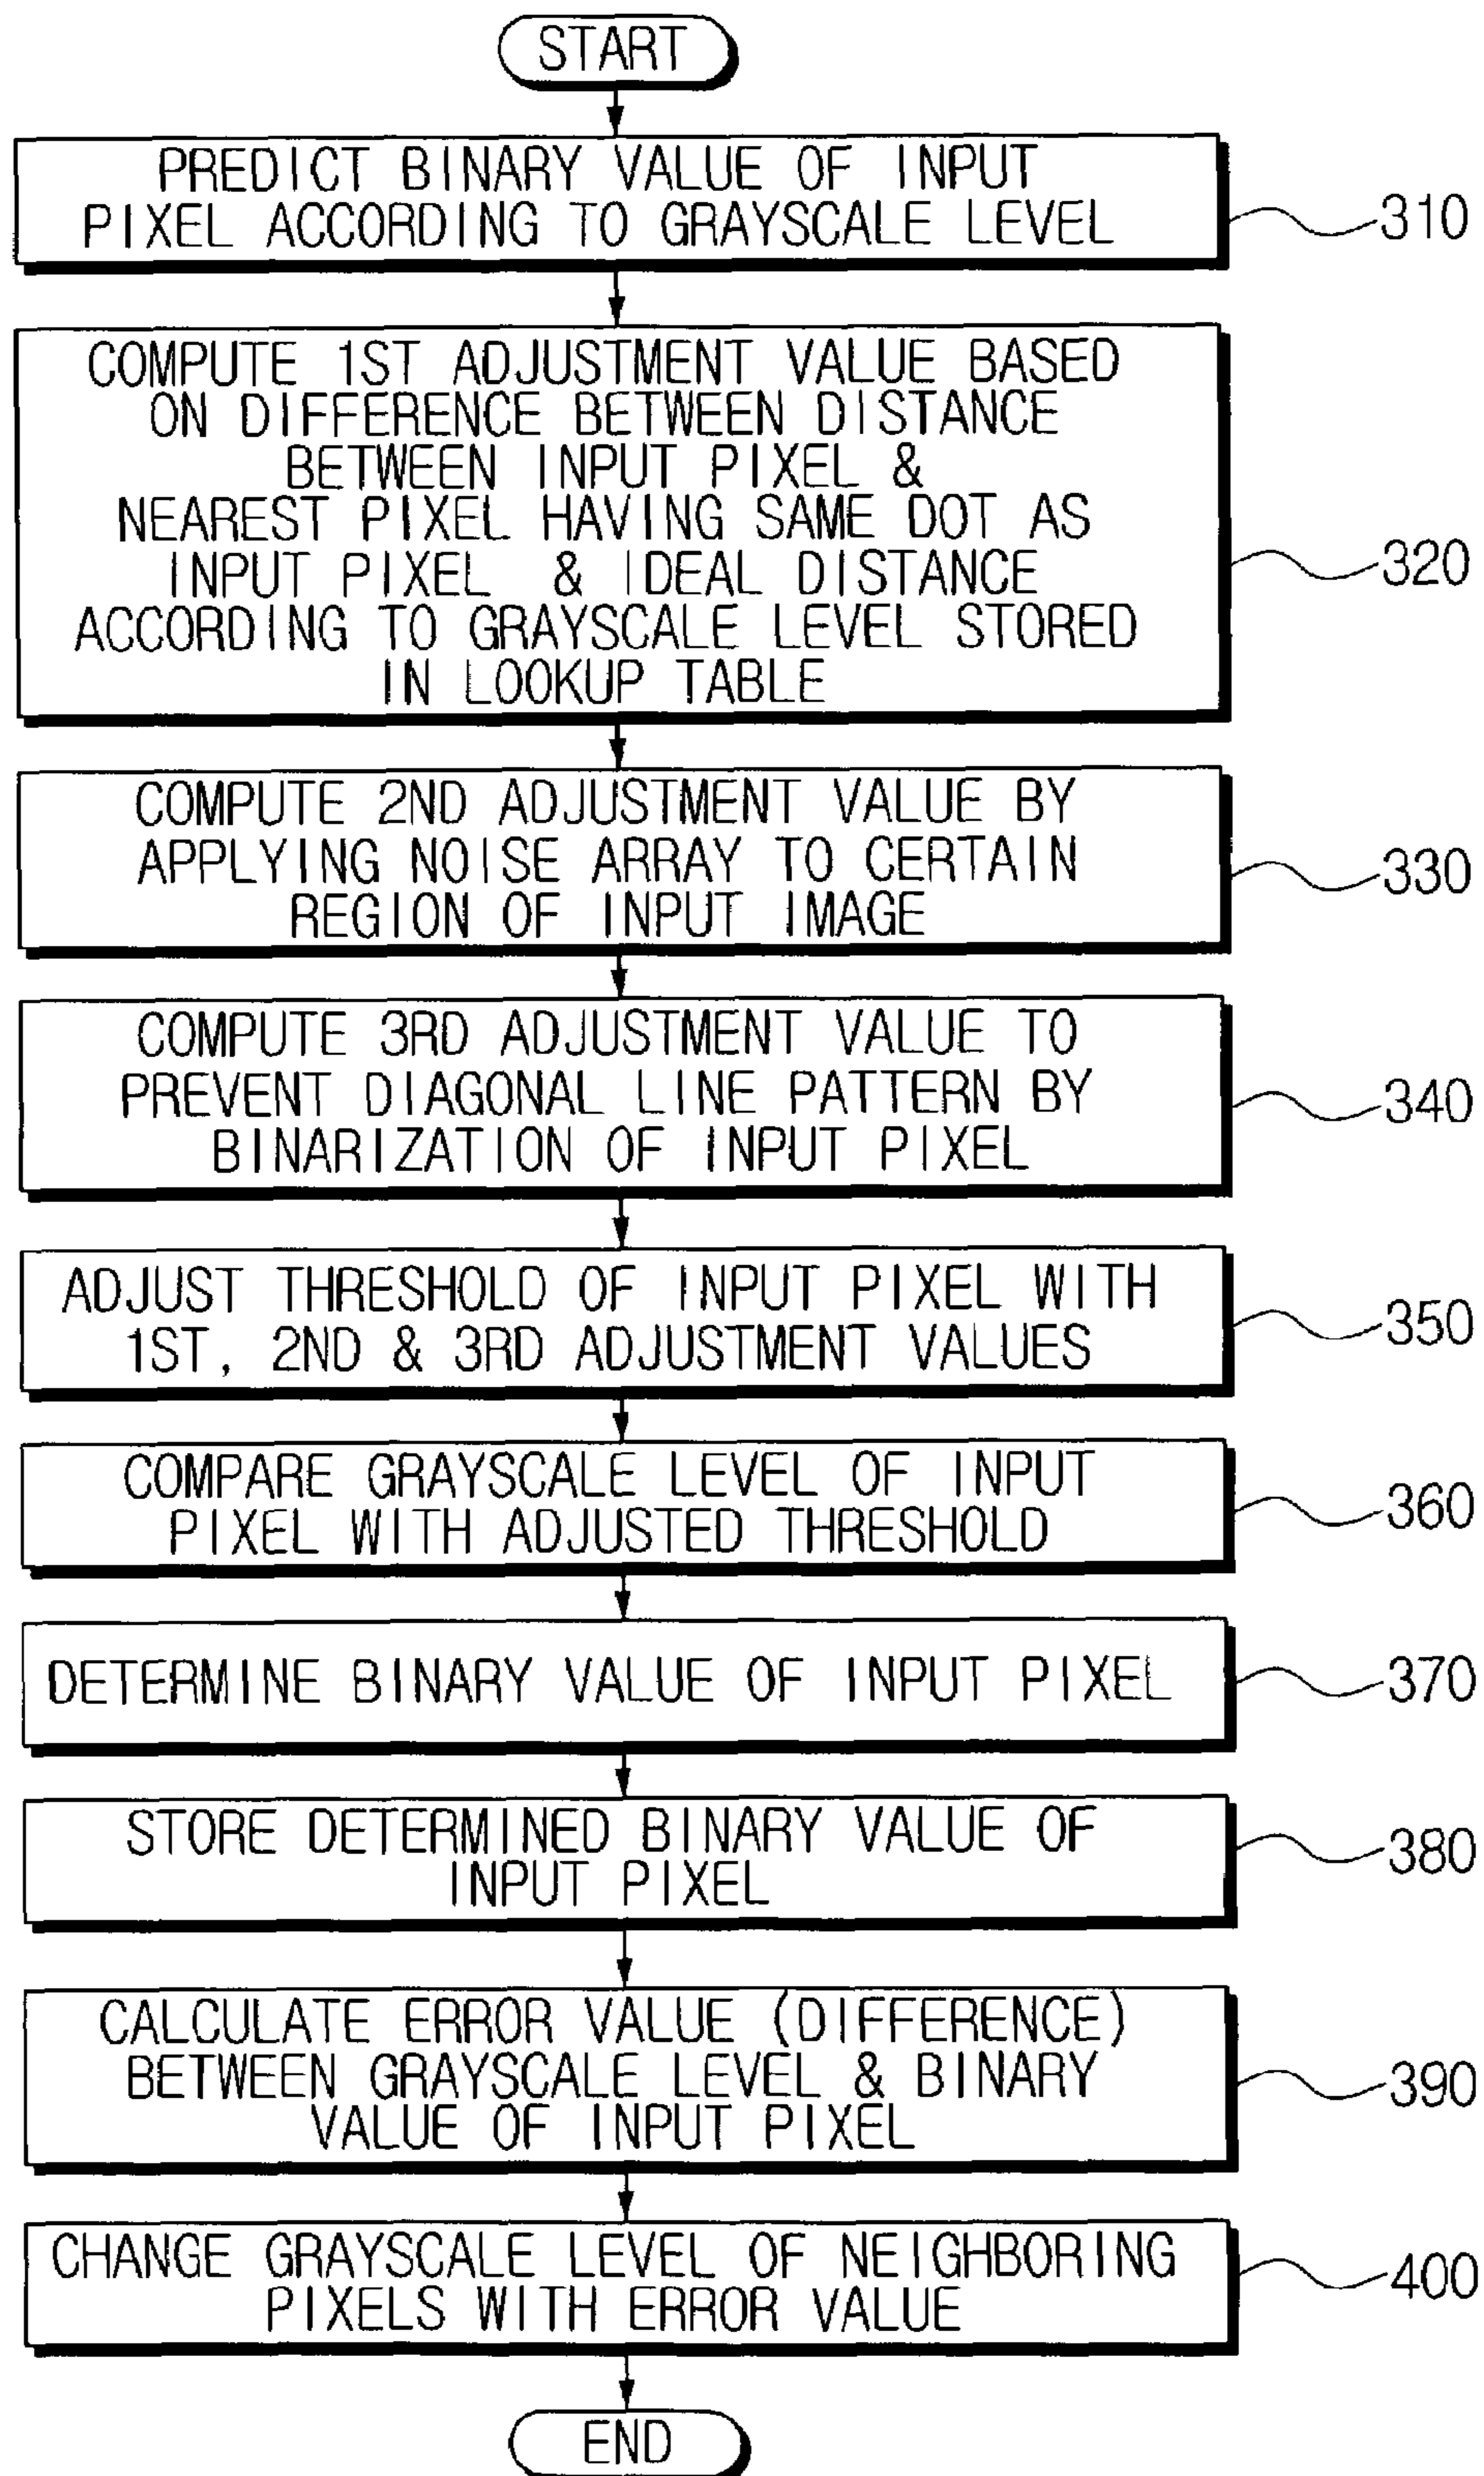 START
PREDICT BINARY VALUE OF INPUT
PIXEL ACCORDING TO GRAYSCALE LEVEL
310
COMPUTE 1ST ADJUSTMENT VALUE BASED
ON DIFFERENCE BETWEEN DISTANCE
BETWEEN INPUT PIXEL &
NEAREST PIXEL HAVING SAME DOT AS
INPUT PIXEL & IDEAL DISTANCE
ACCORDING TO GRAYSCALE LEVEL STORED
IN LOOKUP TABLE
320
COMPUTE 2ND ADJUSTMENT VALUE BY
APPLYING NOISE ARRAY TO CERTAIN
REGION OF INPUT IMAGE
330
COMPUTE 3RD ADJUSTMENT VALUE TO
PREVENT DIAGONAL LINE PATTERN BY
BINARIZATION OF INPUT PIXEL
340
ADJUST THRESHOLD OF INPUT PIXEL WITH
1ST, 2ND & 3RD ADJUSTMENT VALUES
350
COMPARE GRAYSCALE LEVEL OF INPUT
PIXEL WITH ADJUSTED THRESHOLD
360
DETERMINE BINARY VALUE OF INPUT PIXEL
370
STORE DETERMINED BINARY VALUE OF
INPUT PIXEL
380
CALCULATE ERROR VALUE (DIFFERENCE)
BETWEEN GRAYSCALE LEVEL & BINARY
VALUE OF INPUT PIXEL
390
CHANGE GRAYSCALE LEVEL OF NEIGHBORING
PIXELS WITH ERROR VALUE
400
END